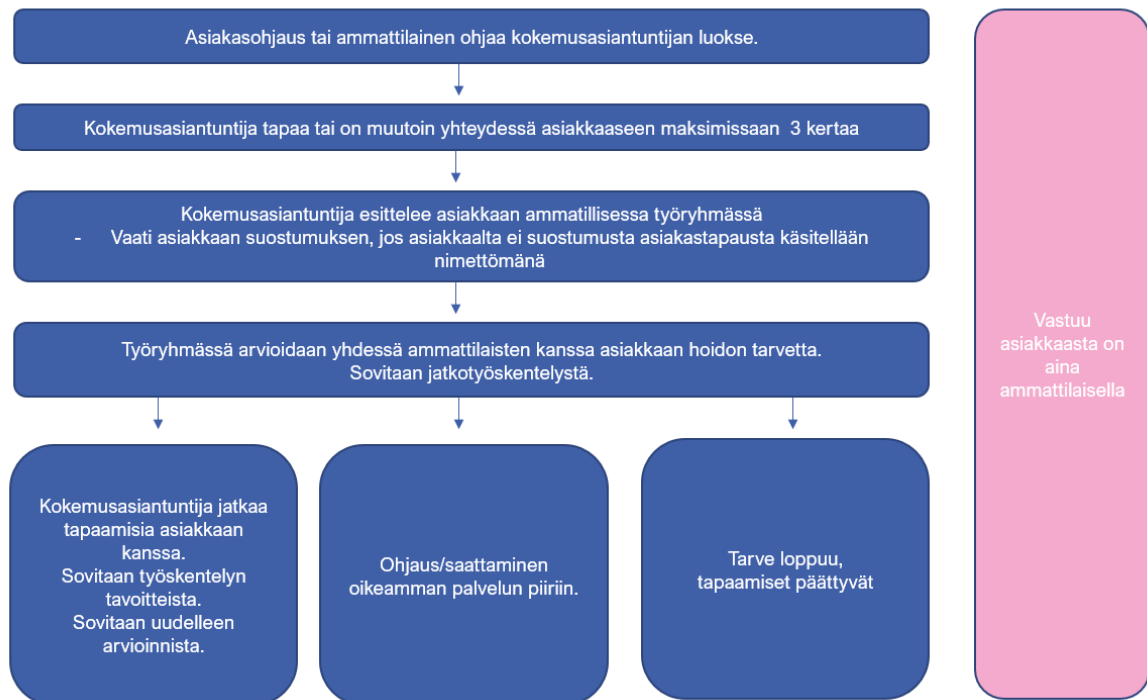 Asiakasohjaus tai ammattilainen ohjaa kokemusasiantuntijan luokse.
Kokemusasiantuntija tapaa tai on muutoin yhteydessä asiakkaaseen maksimissaan 3 kertaa
Kokemusasiantuntija esittelee asiakkaan ammatillisessa työryhmässä
- Vaati asiakkaan suostumuksen, jos asiakkaalta ei suostumusta asiakastapausta käsitellään
nimettömänä
Työryhmässä arvioidaan yhdessä ammattilaisten kanssa asiakkaan hoidon tarvetta.
Sovitaan jatkotyöskentelystä.
Kokemusasiantuntija jatkaa
tapaamisia asiakkaan
kanssa.
Sovitaan työskentelyn
tavoitteista.
Sovitaan uudelleen
arvioinnista.
Ohjaus/saattaminen
oikeamman palvelun piiriin.
Tarve loppuu,
tapaamiset päättyvät
Vastuu
asiakkaasta on
aina
ammattilaisella